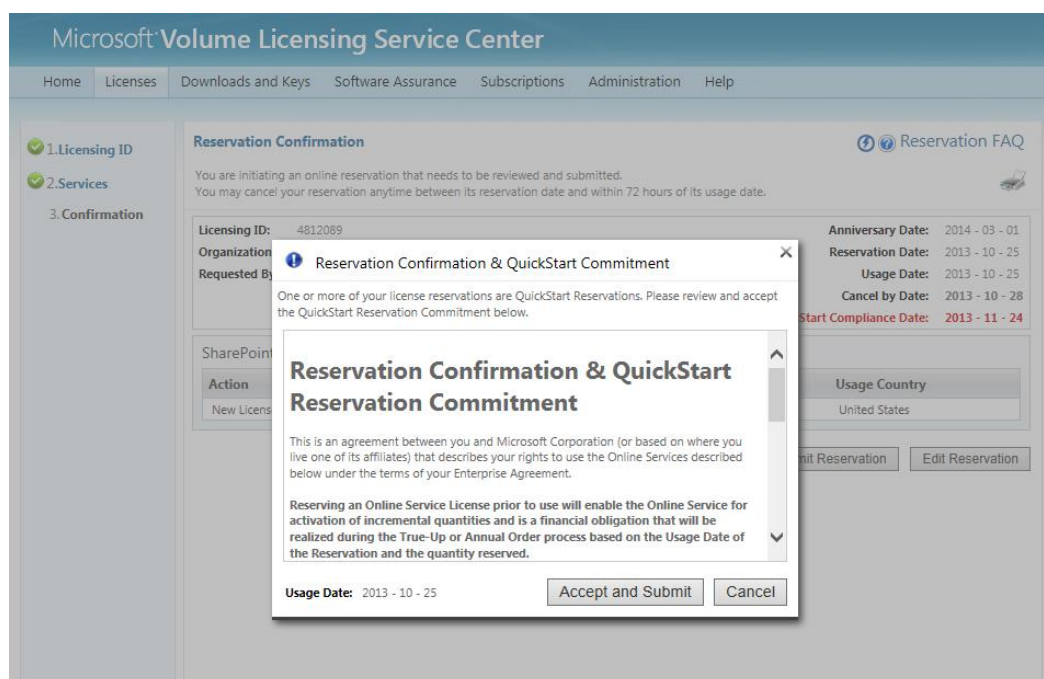 Microsoft Volume Licensing Service Center
Home Licenses Downloads and Keys Software Assurance Subscriptions Administration Help
1.Licensing ID
2.Services
3. Confirmation
Reservation Confirmation
Reservation FAQ
You are initiating an online reservation that needs to be reviewed and submitted.
You may cancel your reservation anytime between its reservation date and within 72 hours of its usage date.
Licensing ID: 4812089
Organization
Requested By
Anniversary Date: 2014 - 03 - 01
Reservation Date: 2013 - 10 - 25
Usage Date: 2013 - 10 - 25
Cancel by Date: 2013 - 10 - 28
Start Compliance Date: 2013 - 11 - 24
SharePoint
Action Usage Country
New Licens United States
mit Reservation Edit Reservation
Reservation Confirmation & QuickStart Commitment
One or more of your license reservations are QuickStart Reservations. Please review and accept
the QuickStart Reservation Commitment below.
Reservation Confirmation & QuickStart
Reservation Commitment
This is an agreement between you and Microsoft Corporation (or based on where you
live one of its affiliates) that describes your rights to use the Online Services described
below under the terms of your Enterprise Agreement.
Reserving an Online Service License prior to use will enable the Online Service for
activation of incremental quantities and is a financial obligation that will be
realized during the True-Up or Annual Order process based on the Usage Date of
the Reservation and the quantity reserved.
Usage Date: 2013 - 10 - 25
Accept and Submit Cancel